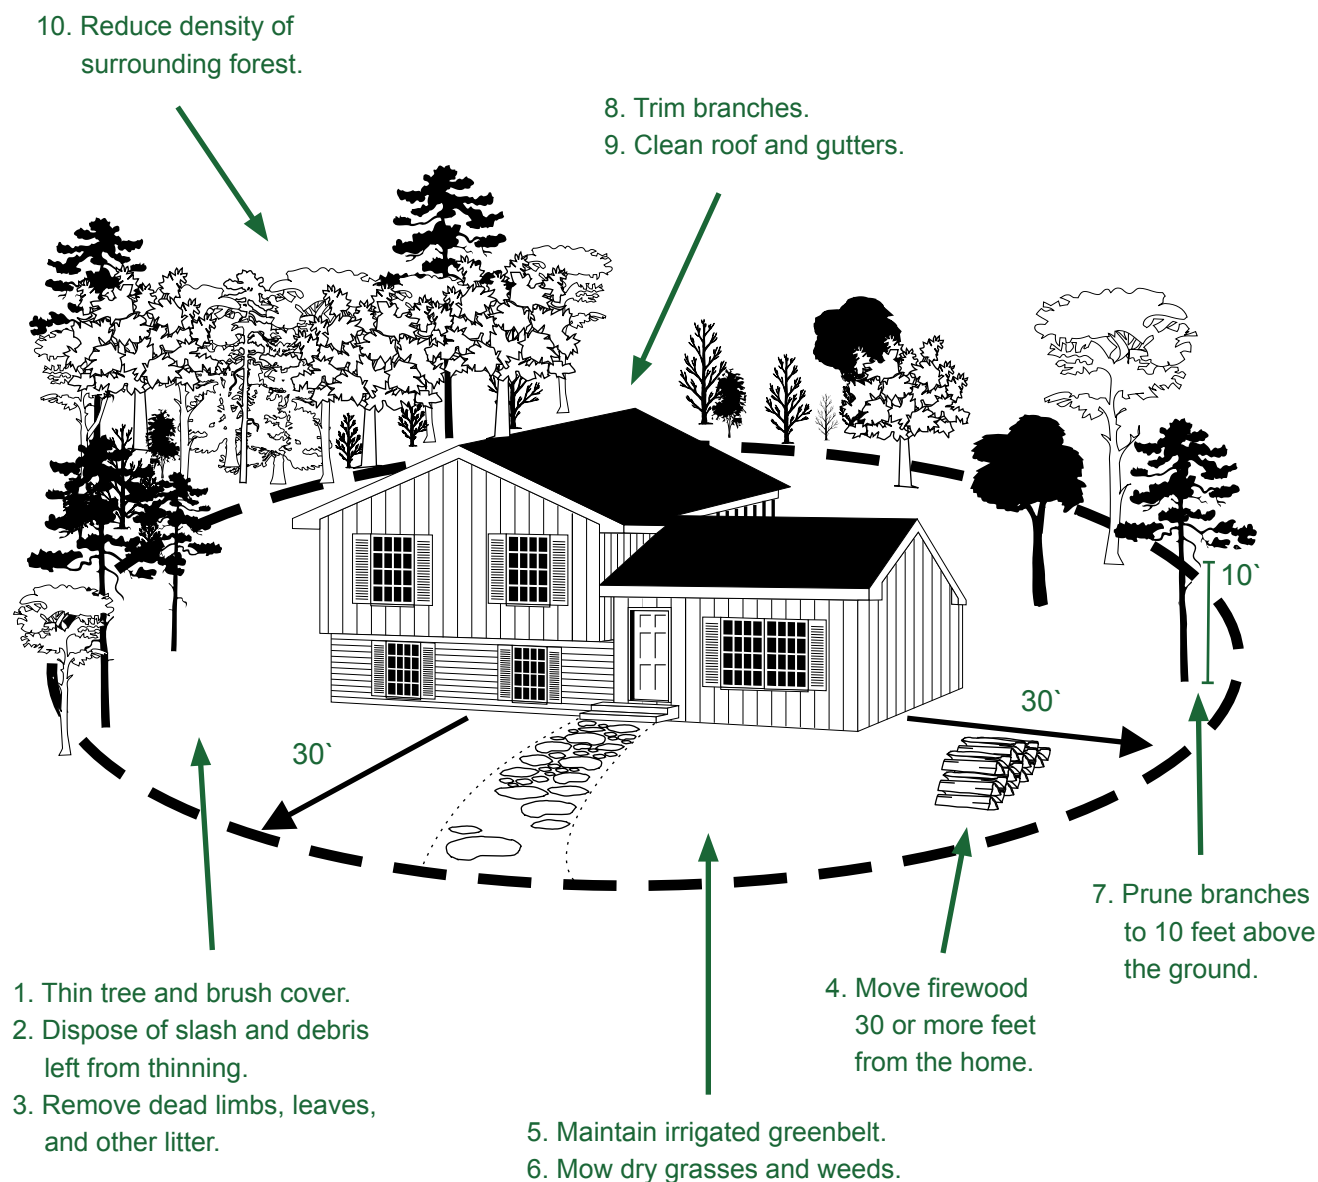 10. Reduce density of
surrounding forest.
8. Trim branches.
9. Clean roof and gutters.
10`
30`
30`
7. Prune branches
to 10 feet above
the ground.
1. Thin tree and brush cover.
2. Dispose of slash and debris
left from thinning.
3. Remove dead limbs, leaves,
and other litter.
4. Move firewood
30 or more feet
from the home.
5. Maintain irrigated greenbelt.
6. Mow dry grasses and weeds.